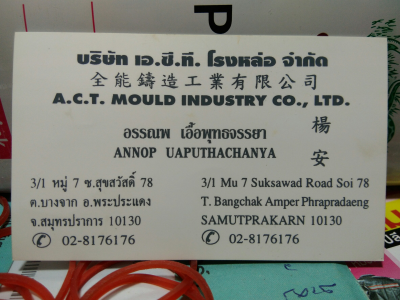 บริษัท เอ.ซี.ที. โรงหล่อ จำกัด
全能鑄造工業有限公司
A.C.T. MOULD INDUSTRY CO., LTD.
อรรณพ เอื้อพุทธจรรยา
ANNOP UAPUTHACHANYA
楊安
3/1 หมู่ 7 ซ.สุขสวัสดิ์ 78
ต.บางจาก อ.พระประแดง
จ.สมุทรปราการ 10130
02-8176176
3/1 Mu 7 Suksawad Road Soi 78
T. Bangchak Amper Phrapradaeng
SAMUTPRAKARN 10130
02-8176176